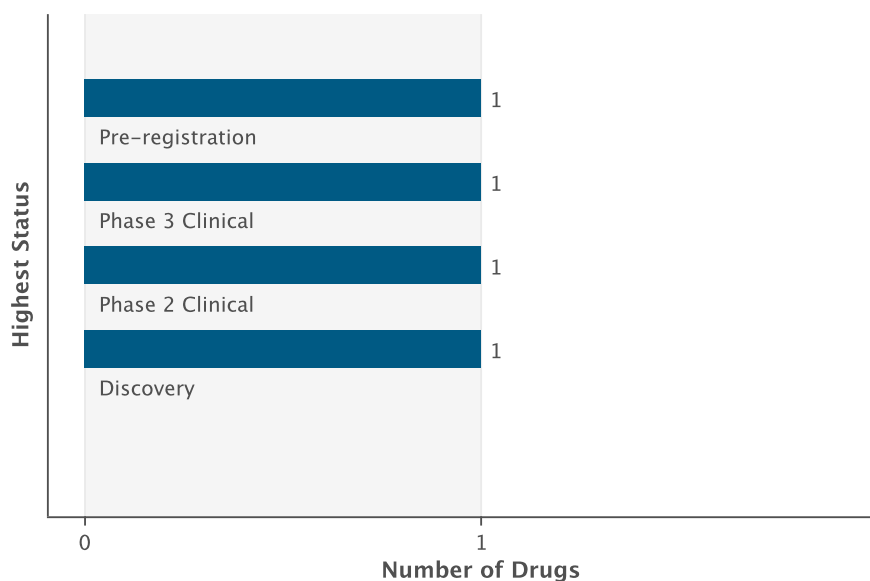 Highest Status
1
Pre-registration
1
Phase 3 Clinical
1
Phase 2 Clinical
1
Discovery
0
1
Number of Drugs